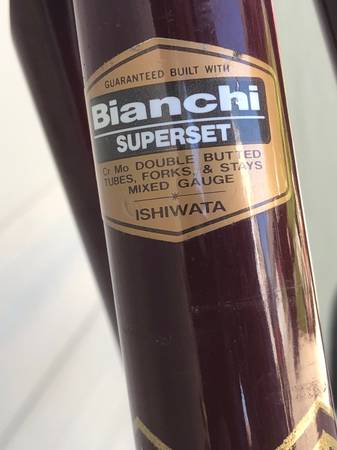 GUARANTEED BUILT WITH
Bianchi
SUPERSET
Cr Mo DOUBLE BUTTED
TUBES, FORKS, & STAYS
MIXED GAUGE
ISHIWATA